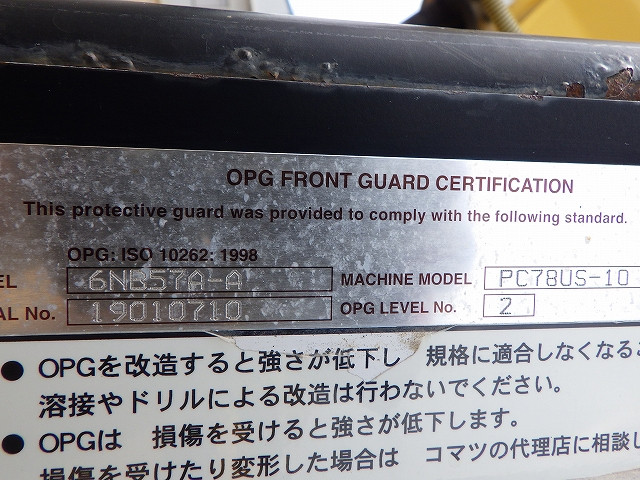 OPG FRONT GUARD CERTIFICATION
This protective guard was provided to comply with the following standard.
OPG: ISO 10262: 1998
EL 6NB57A-A MACHINE MODEL PC78US-10
AL No. 19010710 OPG LEVEL No. 2
● OPGを改造すると強さが低下し 規格に適合しなくなるこ
溶接やドリルによる改造は行わないでください。
● OPGは 損傷を受けると強さが低下します。
損傷を受けたり変形した場合は コマツの代理店に相談し